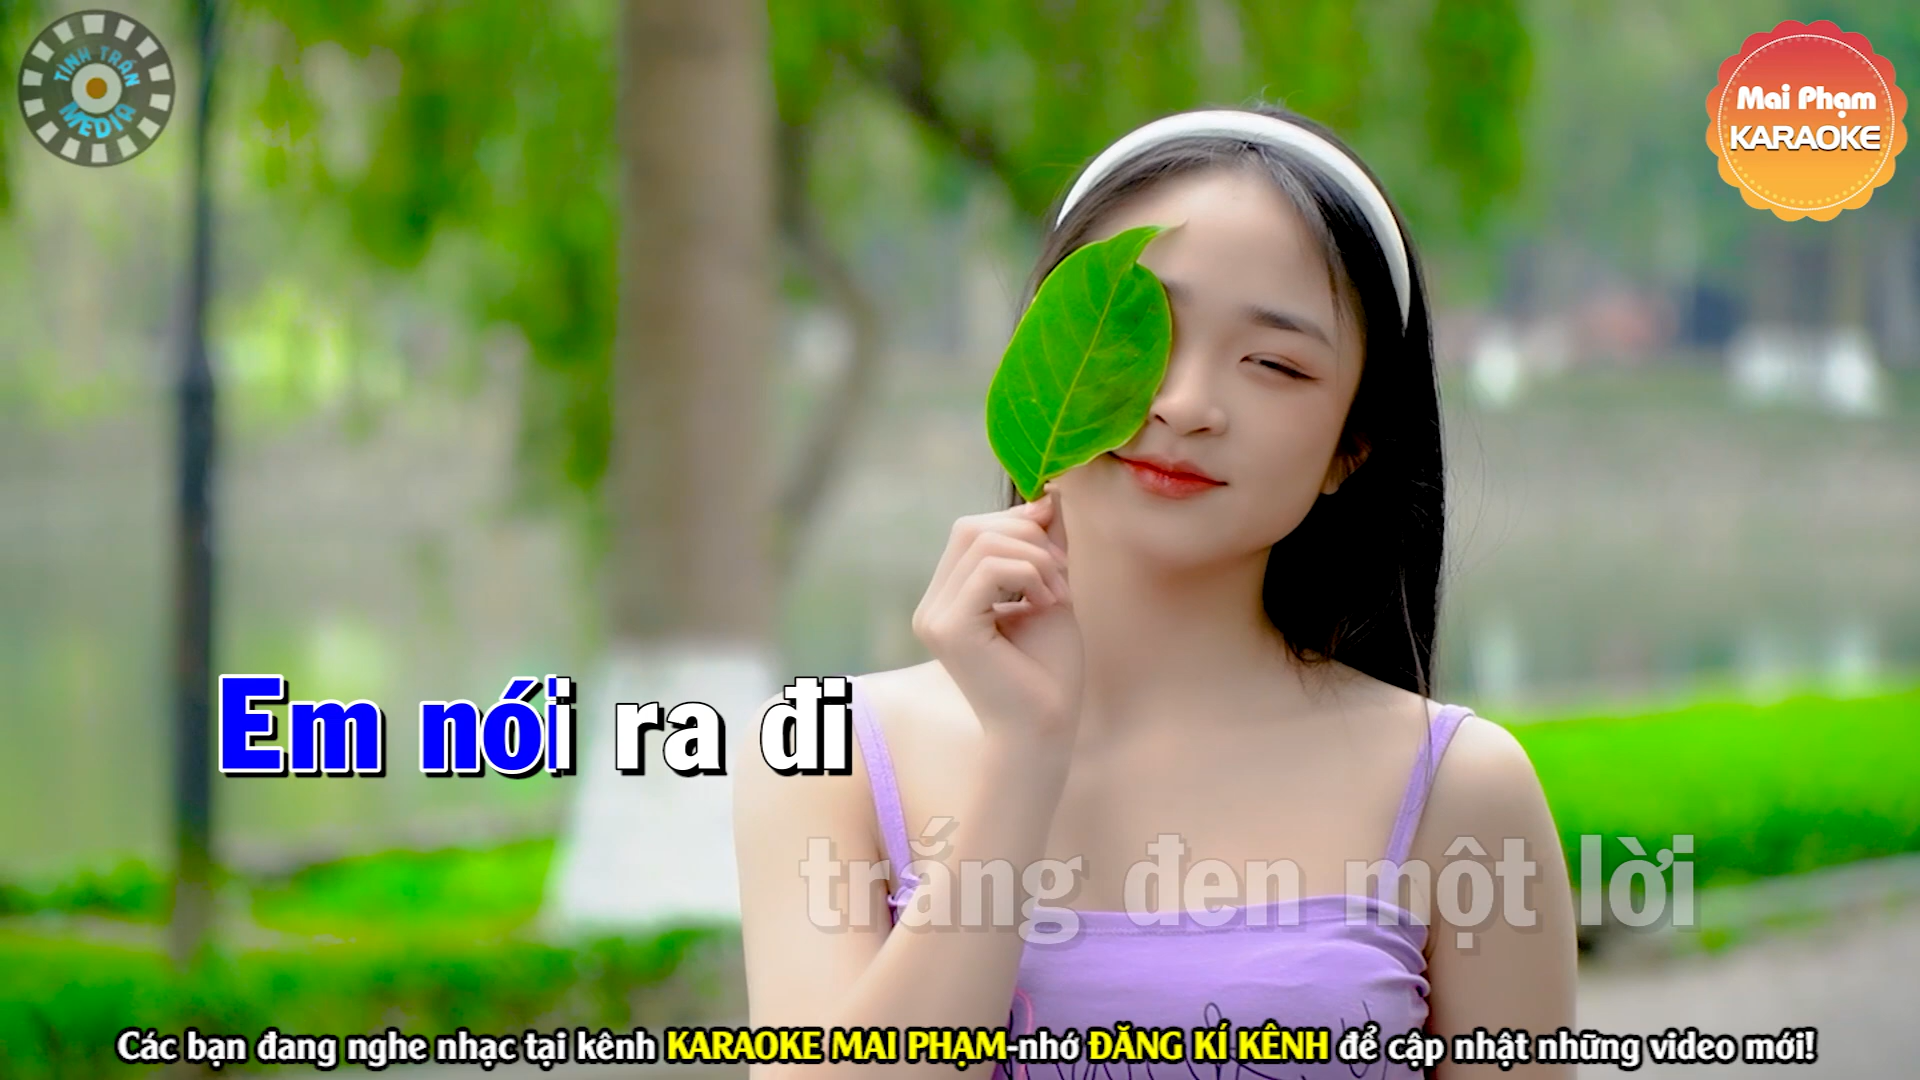 TÌNH TRẦN
MEDIA
Mai Phạm
KARAOKE
Em nói ra đi
trắng đen một lời
Các bạn đang nghe nhạc tại kênh KARAOKE MAI PHẠM-nhớ ĐĂNG KÍ KÊNH để cập nhật những video mới!